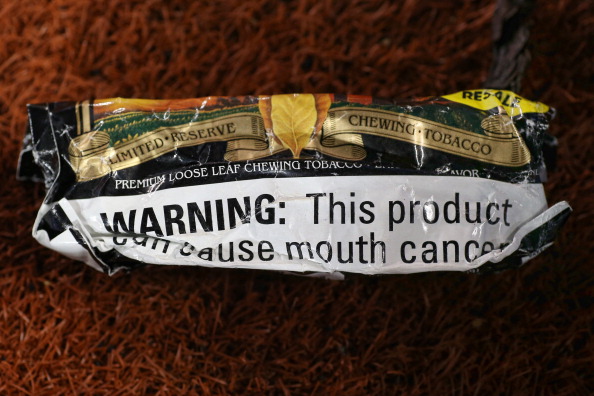 LIMITED·RESERVE
CHEWING·TOBACCO
PREMIUM LOOSE LEAF CHEWING TOBACCO
WARNING: This product
can cause mouth cancer